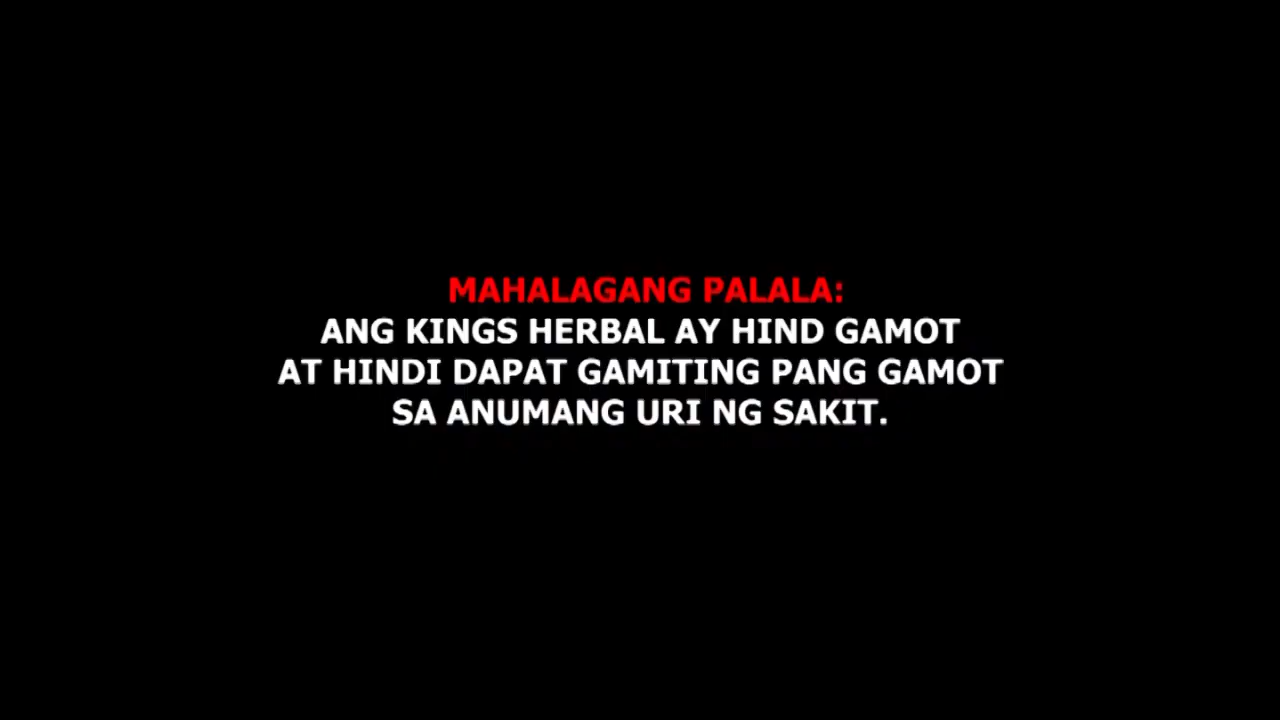 MAHALAGANG PALALA:
ANG KINGS HERBAL AY HIND GAMOT
AT HINDI DAPAT GAMITING PANG GAMOT
SA ANUMANG URI NG SAKIT.